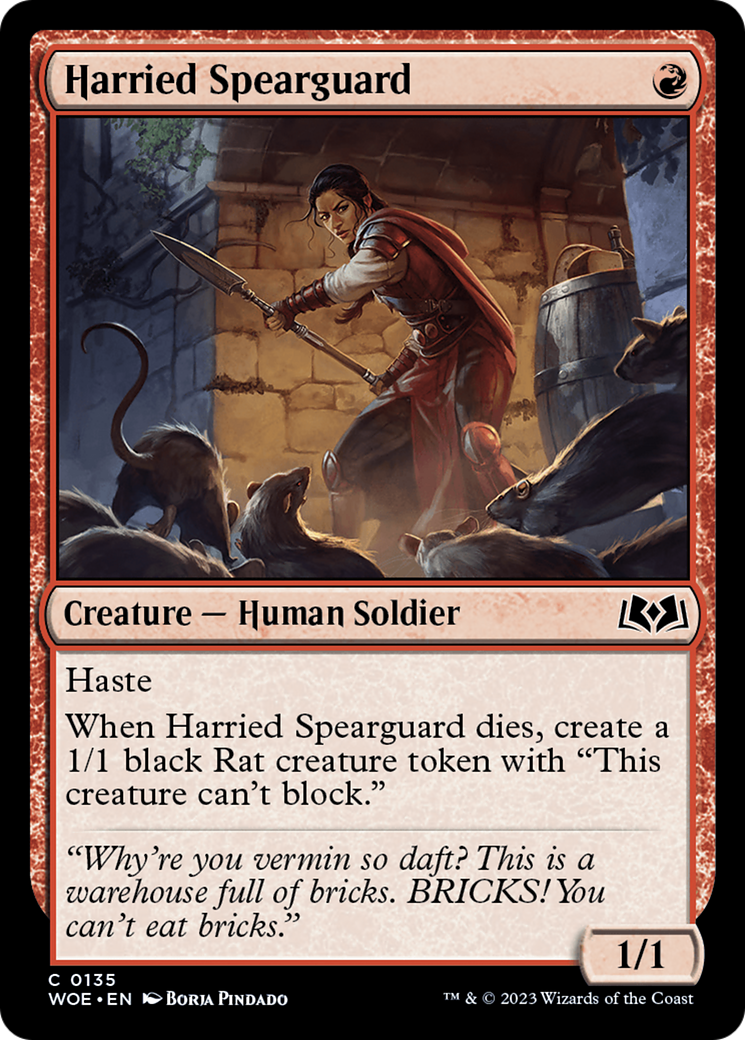 Harried Spearguard
Creature — Human Soldier
Haste
When Harried Spearguard dies, create a
1/1 black Rat creature token with “This
creature can’t block.”
“Why’re you vermin so daft? This is a
warehouse full of bricks. BRICKS! You
can’t eat bricks.”
1/1
C 0135
WOE • EN Borja Pindado
™ & © 2023 Wizards of the Coast